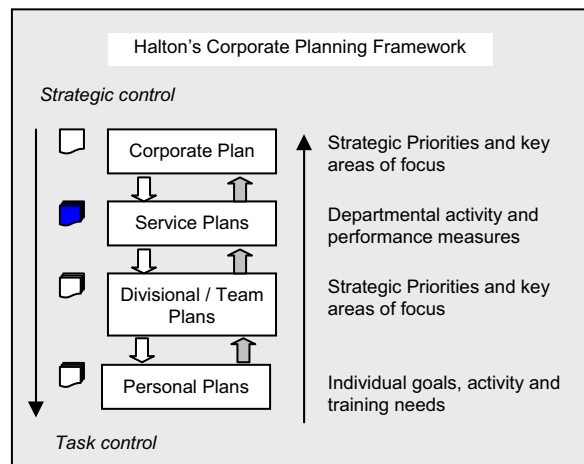 Halton's Corporate Planning Framework
Strategic control
Corporate Plan
Strategic Priorities and key
areas of focus
Service Plans
Departmental activity and
performance measures
Divisional / Team
Plans
Strategic Priorities and key
areas of focus
Personal Plans
Individual goals, activity and
training needs
Task control